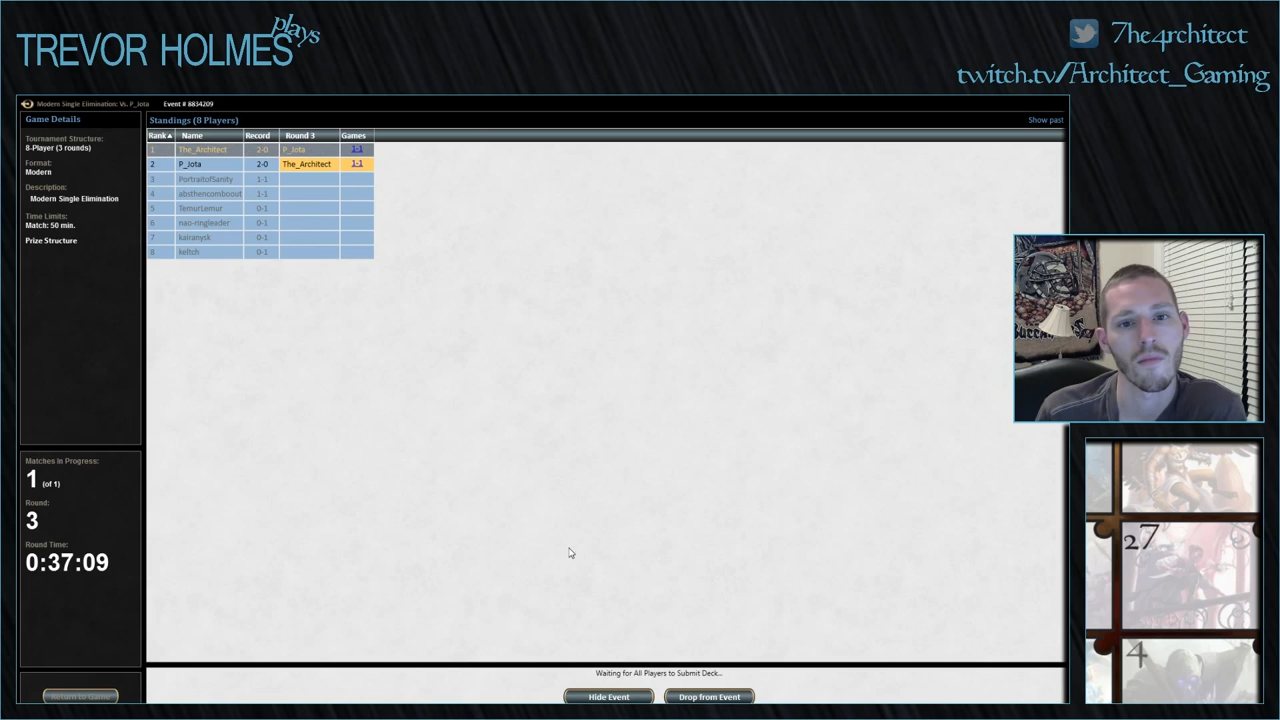 plays
TREVOR HOLMES
7he4rchitect
twitch.tv/Architect_Gaming
Modern Single Elimination: Vs. P_Jota Event # 8834209
Game Details
Tournament Structure:
8-Player (3 rounds)
Format:
Modern
Description:
Modern Single Elimination
Time Limits:
Match: 50 min.
Prize Structure
Standings (8 Players) Show past
Rank Name Record Round 3 Games
1 The_Architect 2-0 P_Jota 1-1
2 P_Jota 2-0 The_Architect 1-1
3 PortraitofSanity 1-1
4 absthencomboout 1-1
5 TemurLemur 0-1
6 nao-ringleader 0-1
7 kairanysk 0-1
8 keltch 0-1
Matches In Progress:
1 (of 1)
Round:
3
Round Time:
0:37:09
27
4
Waiting for All Players to Submit Deck...
Return to Game Hide Event Drop from Event